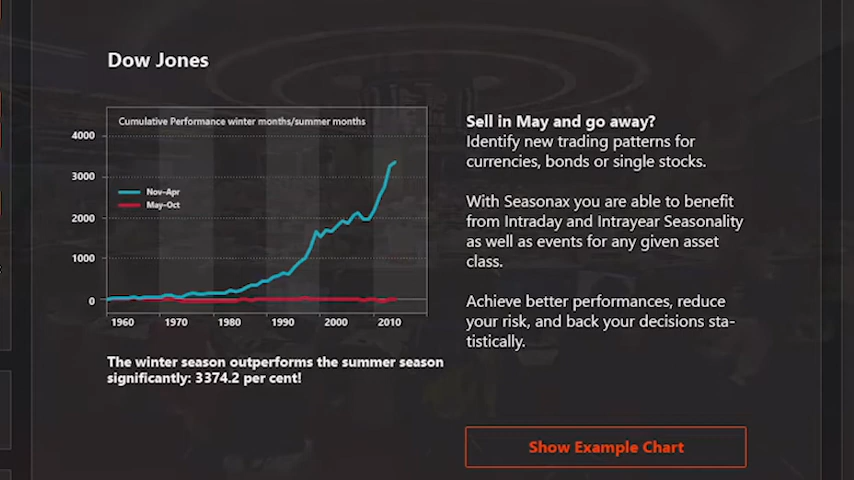 Dow Jones
Cumulative Performance winter months/summer months
4000
3000
2000
1000
0
Nov-Apr
May-Oct
1960 1970 1980 1990 2000 2010
The winter season outperforms the summer season
significantly: 3374.2 per cent!
Sell in May and go away?
Identify new trading patterns for
currencies, bonds or single stocks.
With Seasonax you are able to benefit
from Intraday and Intrayear Seasonality
as well as events for any given asset
class.
Achieve better performances, reduce
your risk, and back your decisions sta-
tistically.
Show Example Chart